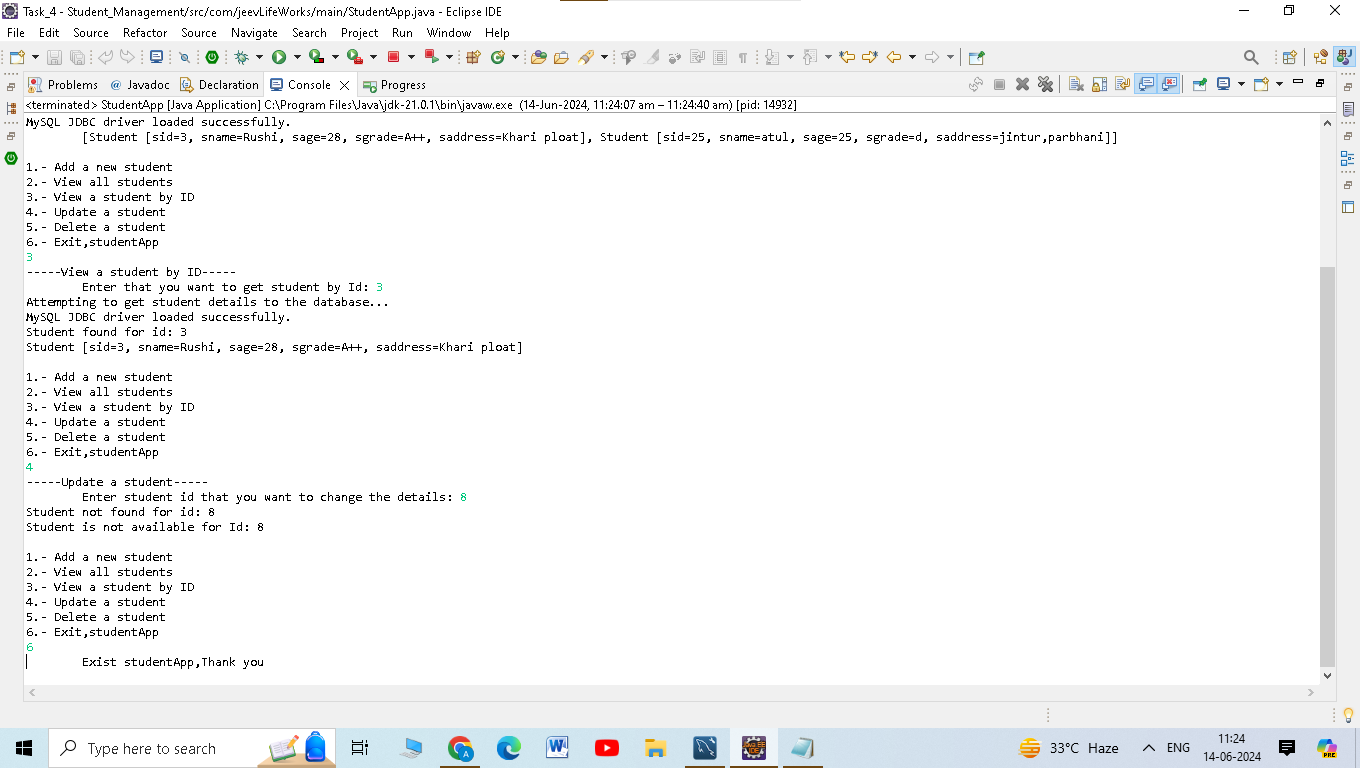 Task_4 - Student_Management/src/com/jeevLifeWorks/main/StudentApp.java - Eclipse IDE
File Edit Source Refactor Source Navigate Search Project Run Window Help
Problems Javadoc Declaration Console Progress
<terminated> StudentApp [Java Application] C:\Program Files\Java\jdk-21.0.1\bin\javaw.exe (14-Jun-2024, 11:24:07 am – 11:24:40 am) [pid: 14932]
MySQL JDBC driver loaded successfully.
[Student [sid=3, sname=Rushi, sage=28, sgrade=A++, saddress=Khari ploat], Student [sid=25, sname=atul, sage=25, sgrade=d, saddress=jintur,parbhani]]
1.- Add a new student
2.- View all students
3.- View a student by ID
4.- Update a student
5.- Delete a student
6.- Exit,studentApp
3
-----View a student by ID-----
Enter that you want to get student by Id: 3
Attempting to get student details to the database...
MySQL JDBC driver loaded successfully.
Student found for id: 3
Student [sid=3, sname=Rushi, sage=28, sgrade=A++, saddress=Khari ploat]
1.- Add a new student
2.- View all students
3.- View a student by ID
4.- Update a student
5.- Delete a student
6.- Exit,studentApp
4
-----Update a student-----
Enter student id that you want to change the details: 8
Student not found for id: 8
Student is not available for Id: 8
1.- Add a new student
2.- View all students
3.- View a student by ID
4.- Update a student
5.- Delete a student
6.- Exit,studentApp
6
Exist studentApp,Thank you
Type here to search
33°C Haze
ENG
11:24
14-06-2024